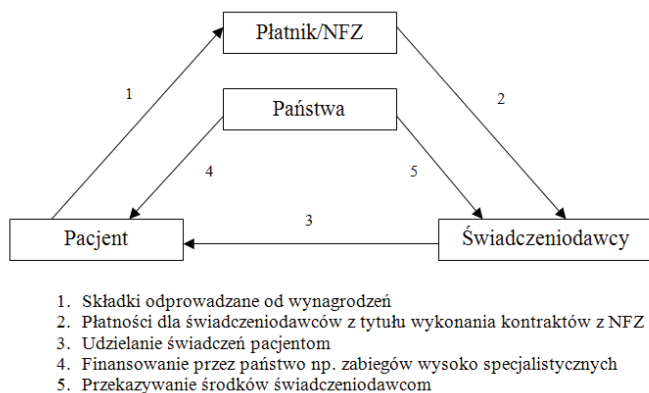 Płatnik/NFZ
1
2
Państwa
4
5
Pacjent
3
Świadczeniodawcy
1. Składki odprowadzane od wynagrodzeń
2. Płatności dla świadczeniodawców z tytułu wykonania kontraktów z NFZ
3. Udzielanie świadczeń pacjentom
4. Finansowanie przez państwo np. zabiegów wysoko specjalistycznych
5. Przekazywanie środków świadczeniodawcom